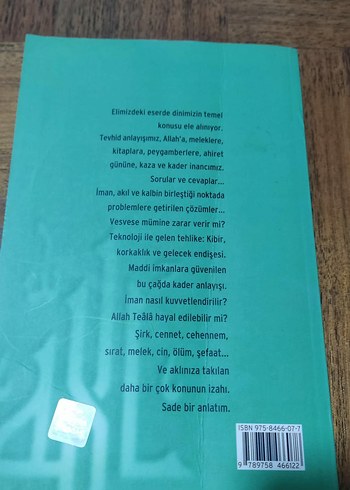 Elimizdeki eserde dinimizin temel
konusu ele alınıyor.
Tevhid anlayışımız, Allah'a, meleklere,
kitaplara, peygamberlere, ahiret
gününe, kaza ve kader inancımız.
Sorular ve cevaplar...
İman, akıl ve kalbin birleştiği noktada
problemlere getirilen çözümler...
Vesvese mümine zarar verir mi?
Teknoloji ile gelen tehlike: Kibir,
korkaklık ve gelecek endişesi.
Maddi imkanlara güvenilen
bu çağda kader anlayışı.
İman nasıl kuvvetlendirilir?
Allah Teâlâ hayal edilebilir mi?
Şirk, cennet, cehennem,
sırat, melek, cin, ölüm, şefaat...
Ve aklınıza takılan
daha bir çok konunun izahı.
Sade bir anlatım.
ISBN 975-8466-07-7
9 789758 466122